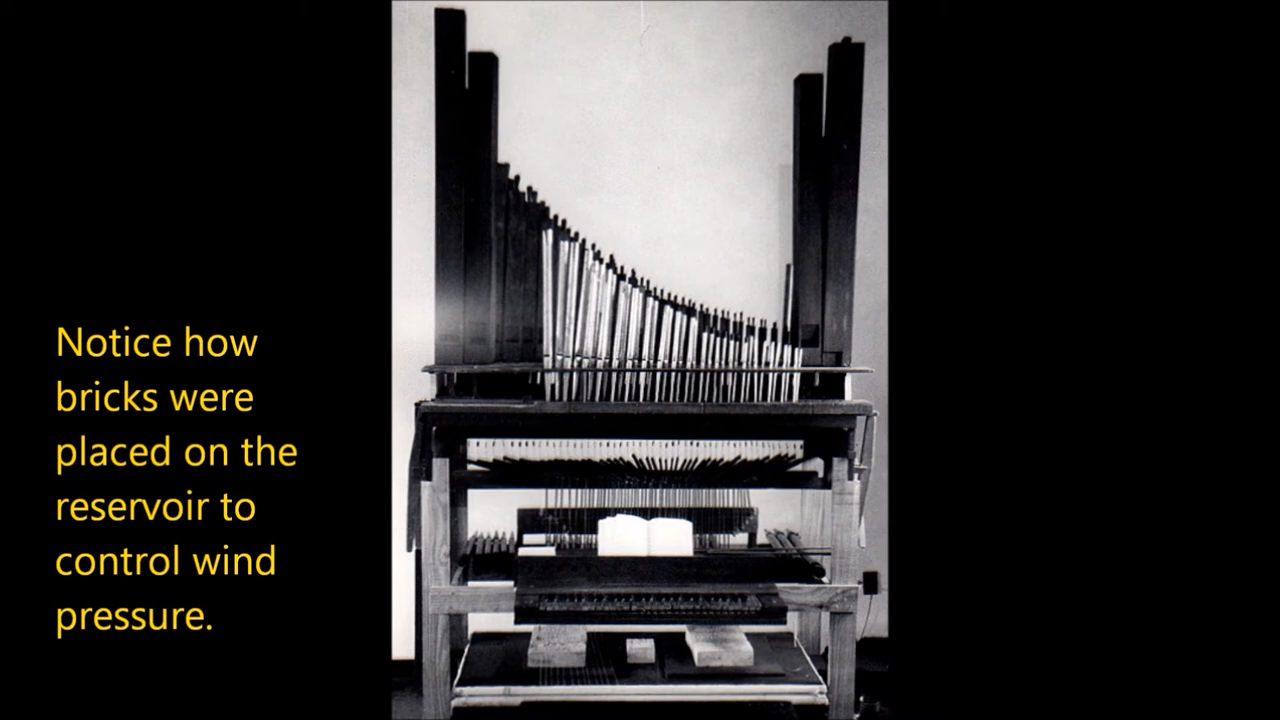 Notice how
bricks were
placed on the
reservoir to
control wind
pressure.